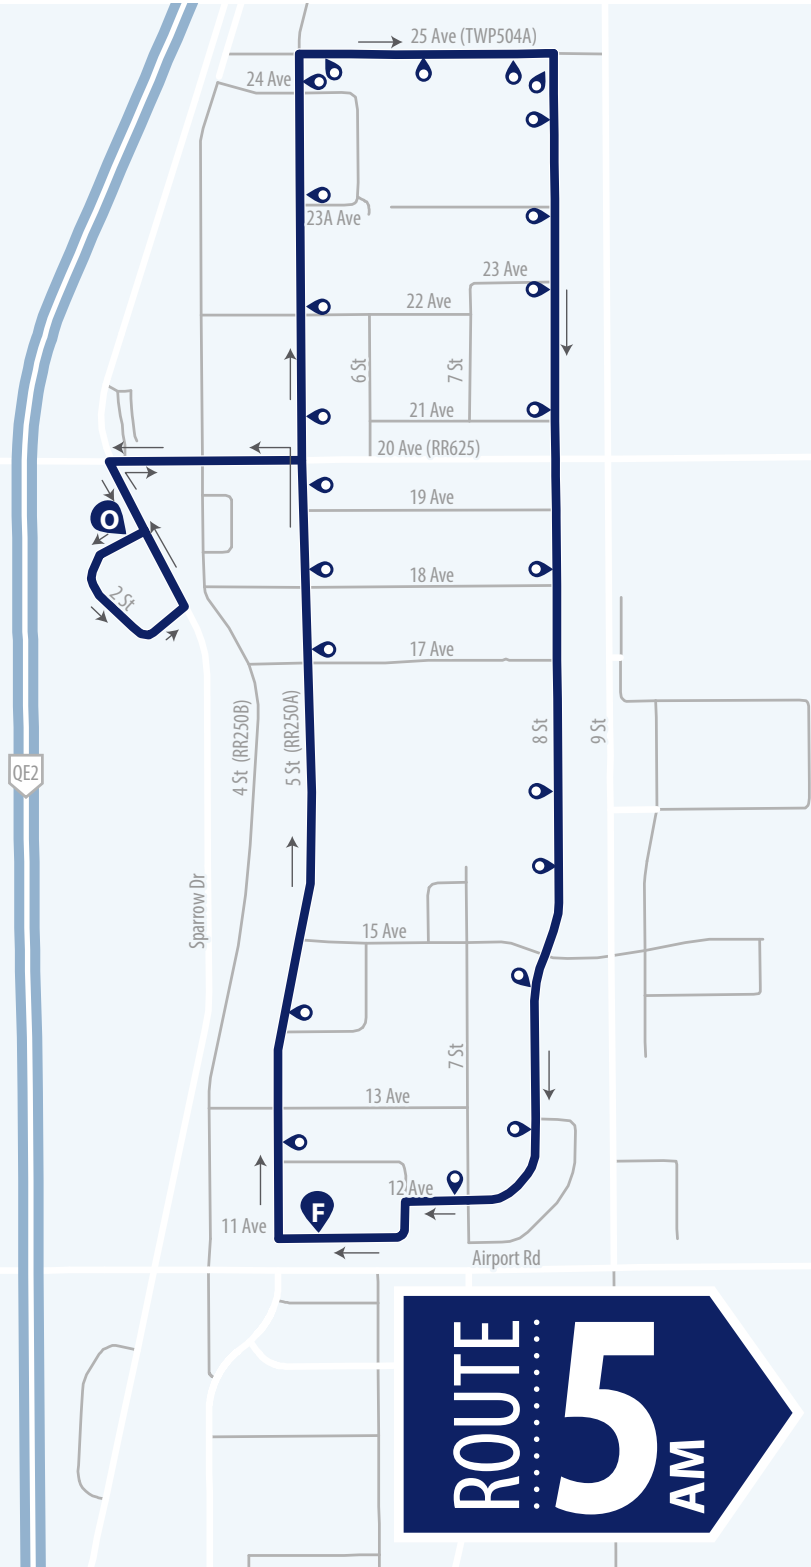 25 Ave (TWP504A)
24 Ave
23A Ave
23 Ave
22 Ave
6 St
7 St
21 Ave
20 Ave (RR625)
19 Ave
O
18 Ave
2 St
17 Ave
4 St (RR250B)
5 St (RR250A)
8 St
9 St
QE2
Sparrow Dr
15 Ave
7 St
13 Ave
12 Ave
F
11 Ave
Airport Rd
ROUTE
5
AM